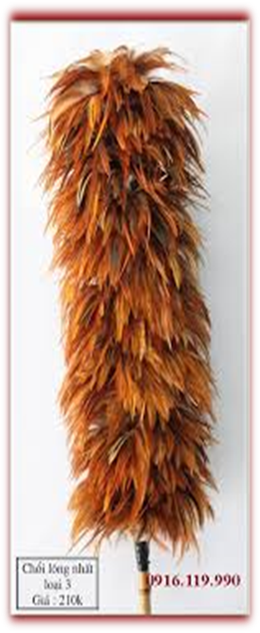 Chổi lông nhất
loại 3
Giá : 210k
0916.119.990